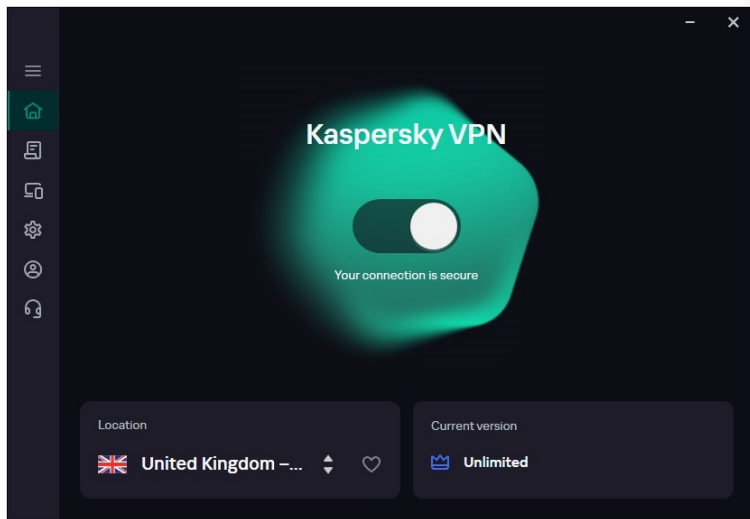 Kaspersky VPN
Your connection is secure
Location
United Kingdom –...
Current version
Unlimited